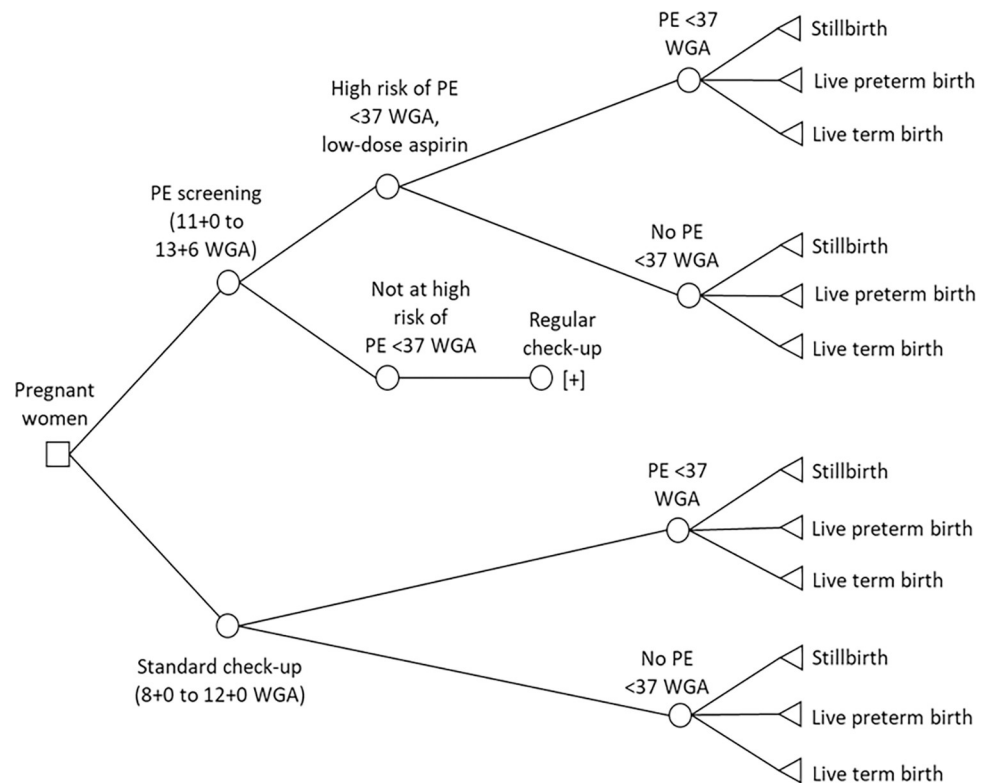 PE <37
WGA
Stillbirth
Live preterm birth
Live term birth
High risk of PE
<37 WGA,
low-dose aspirin
PE screening
(11+0 to
13+6 WGA)
No PE
<37 WGA
Stillbirth
Live preterm birth
Live term birth
Not at high
risk of
PE <37 WGA
Regular
check-up
[+]
Pregnant
women
PE <37
WGA
Stillbirth
Live preterm birth
Live term birth
Standard check-up
(8+0 to 12+0 WGA)
No PE
<37 WGA
Stillbirth
Live preterm birth
Live term birth